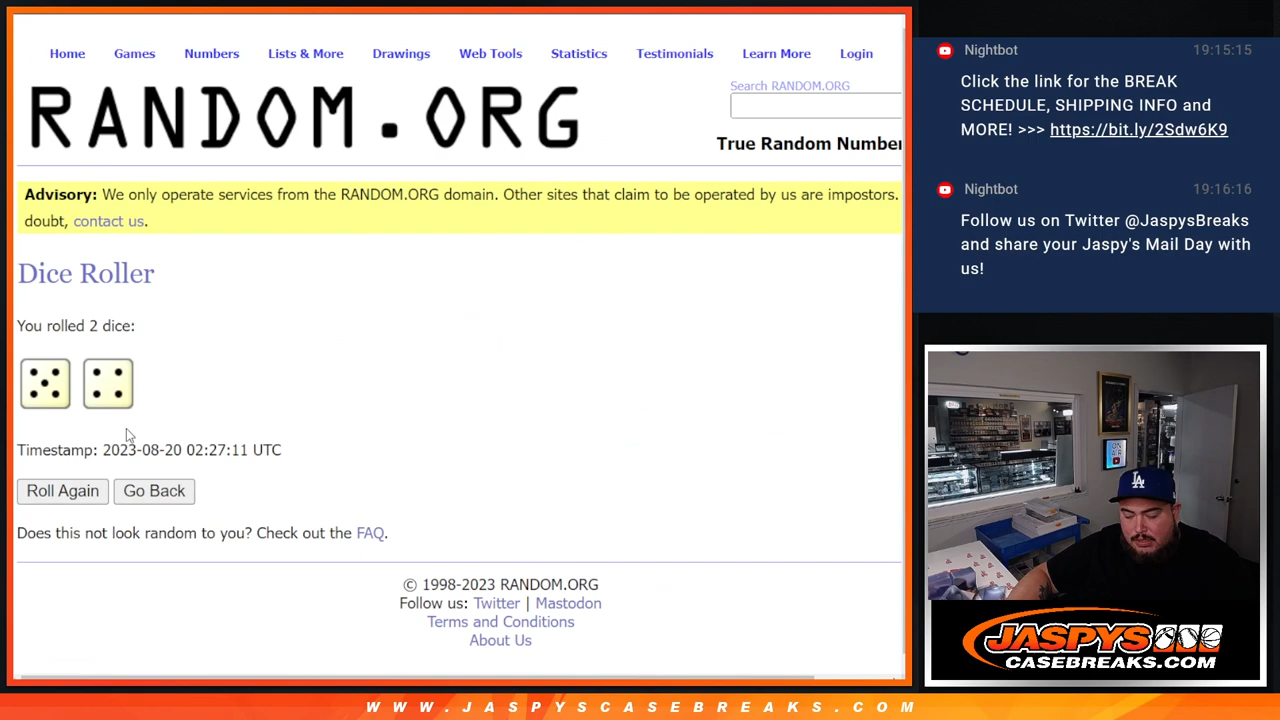 Home Games Numbers Lists & More Drawings Web Tools Statistics Testimonials Learn More Login
RANDOM.ORG
Search RANDOM.ORG
True Random Number
Advisory: We only operate services from the RANDOM.ORG domain. Other sites that claim to be operated by us are impostors.
doubt, contact us.
Dice Roller
You rolled 2 dice:
Timestamp: 2023-08-20 02:27:11 UTC
Roll Again Go Back
Does this not look random to you? Check out the FAQ.
© 1998-2023 RANDOM.ORG
Follow us: Twitter | Mastodon
Terms and Conditions
About Us
Nightbot 19:15:15
Click the link for the BREAK
SCHEDULE, SHIPPING INFO and
MORE! >>> https://bit.ly/2Sdw6K9
Nightbot 19:16:16
Follow us on Twitter @JaspysBreaks
and share your Jaspy's Mail Day with
us!
ON
AIR
LA
JASPYS
CASEBREAKS.COM
WWW.JASPYSCASEBREAKS.COM